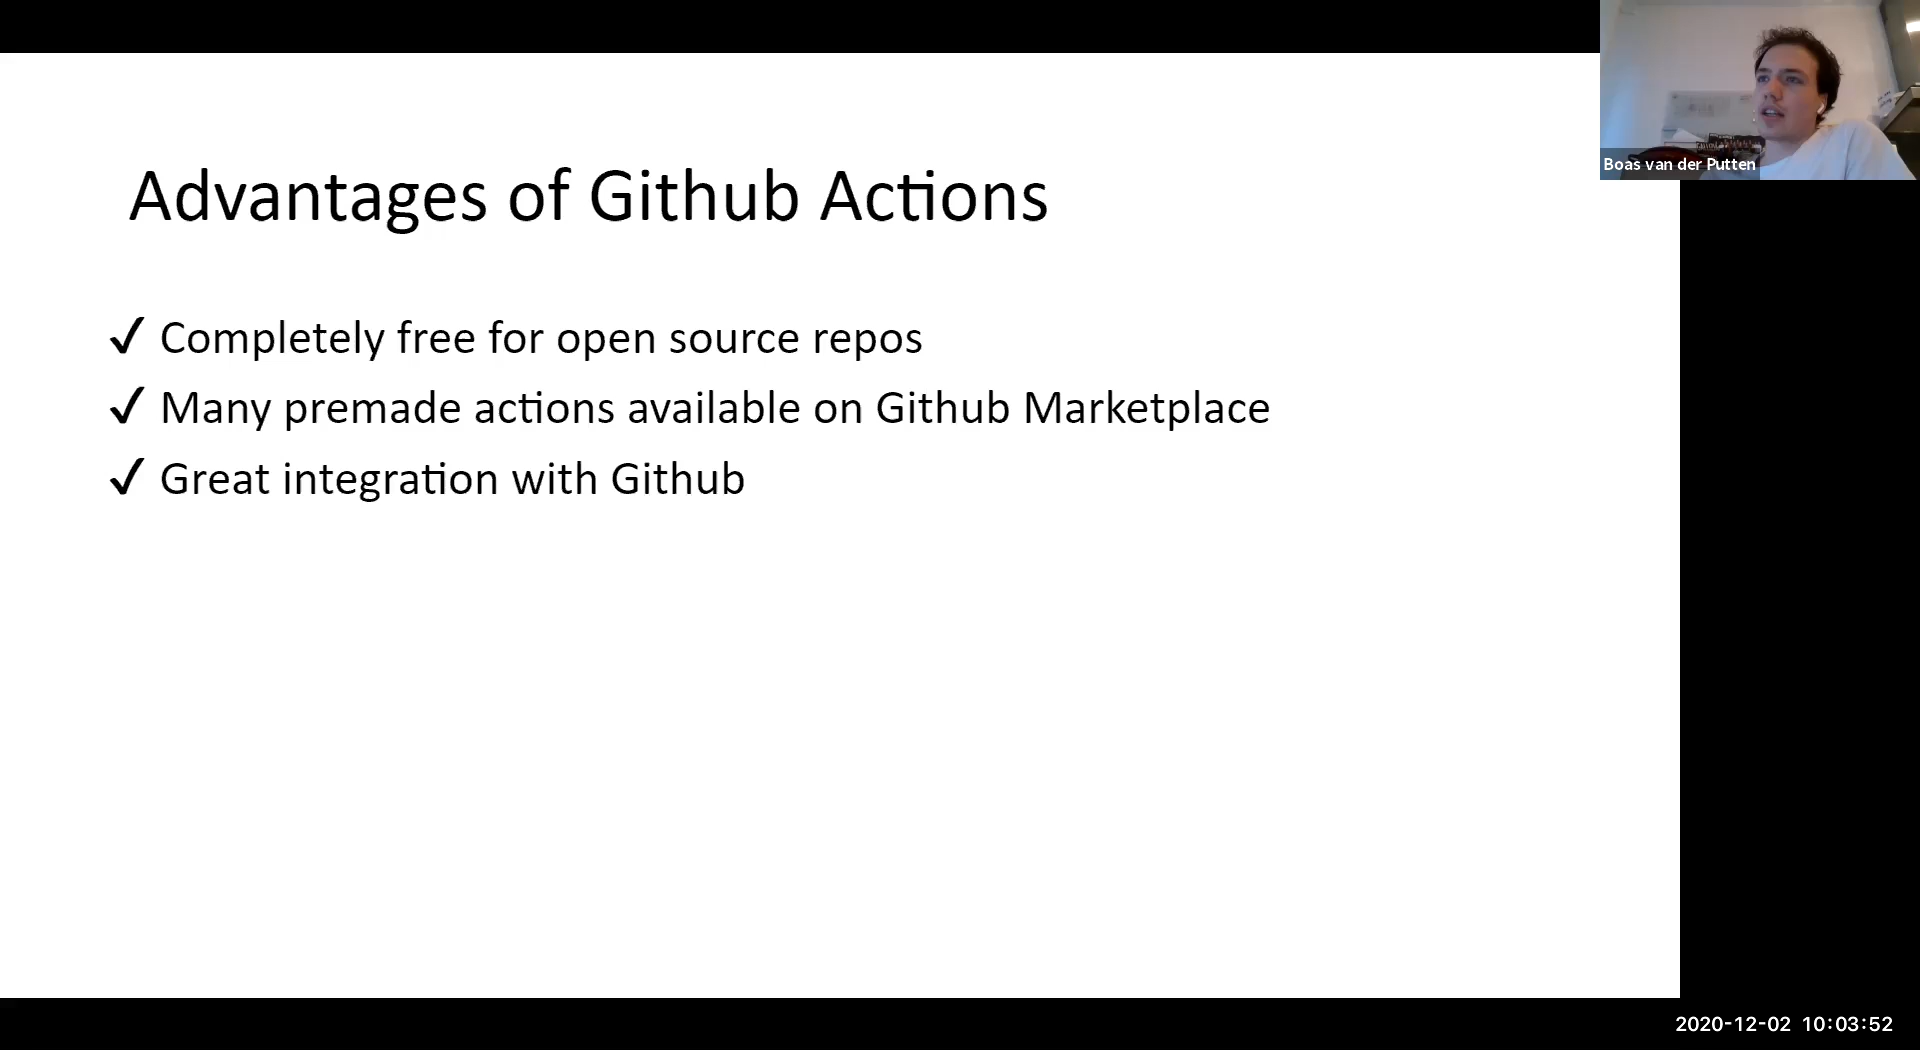 Boas van der Putten
Advantages of Github Actions
✓ Completely free for open source repos
✓ Many premade actions available on Github Marketplace
✓ Great integration with Github
2020-12-02 10:03:52